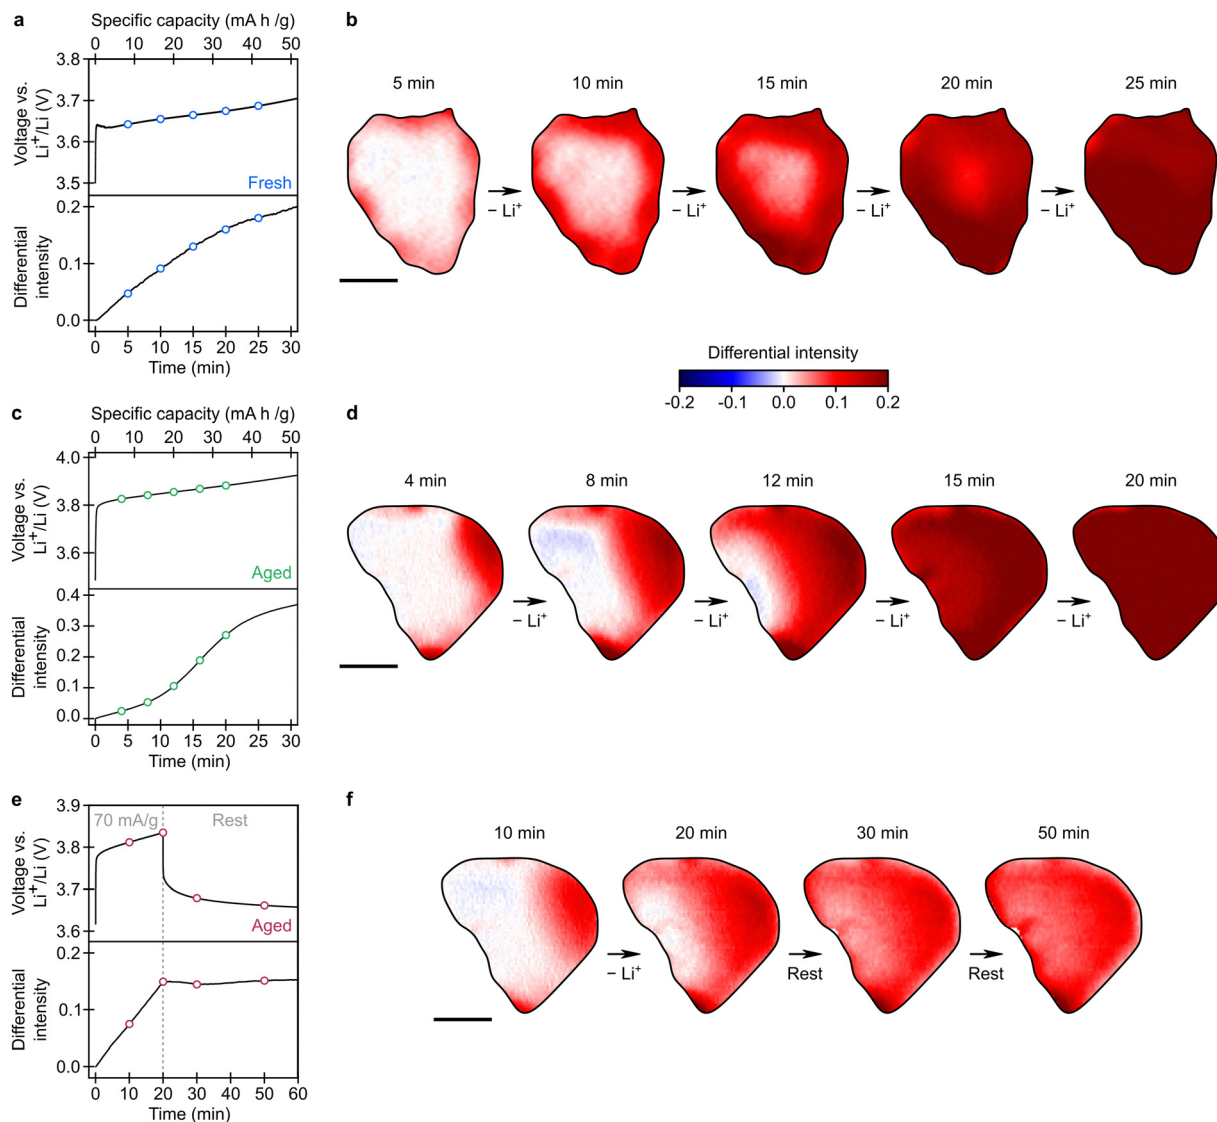 a
Specific capacity (mA h /g)
0 10 20 30 40 50
3.8
3.7
3.6
3.5
Voltage vs.
Li⁺/Li (V)
Fresh
0.2
0.1
0.0
Differential
intensity
0 5 10 15 20 25 30
Time (min)
b
5 min
10 min
15 min
20 min
25 min
− Li⁺
− Li⁺
− Li⁺
− Li⁺
Differential intensity
-0.2 -0.1 0.0 0.1 0.2
c
Specific capacity (mA h /g)
0 10 20 30 40 50
4.0
3.8
3.6
Voltage vs.
Li⁺/Li (V)
Aged
0.4
0.3
0.2
0.1
0.0
Differential
intensity
0 5 10 15 20 25 30
Time (min)
d
4 min
8 min
12 min
15 min
20 min
− Li⁺
− Li⁺
− Li⁺
− Li⁺
e
3.9
3.8
3.7
3.6
Voltage vs.
Li⁺/Li (V)
70 mA/g
Rest
Aged
0.2
0.1
0.0
Differential
intensity
0 10 20 30 40 50 60
Time (min)
f
10 min
20 min
30 min
50 min
− Li⁺
Rest
Rest